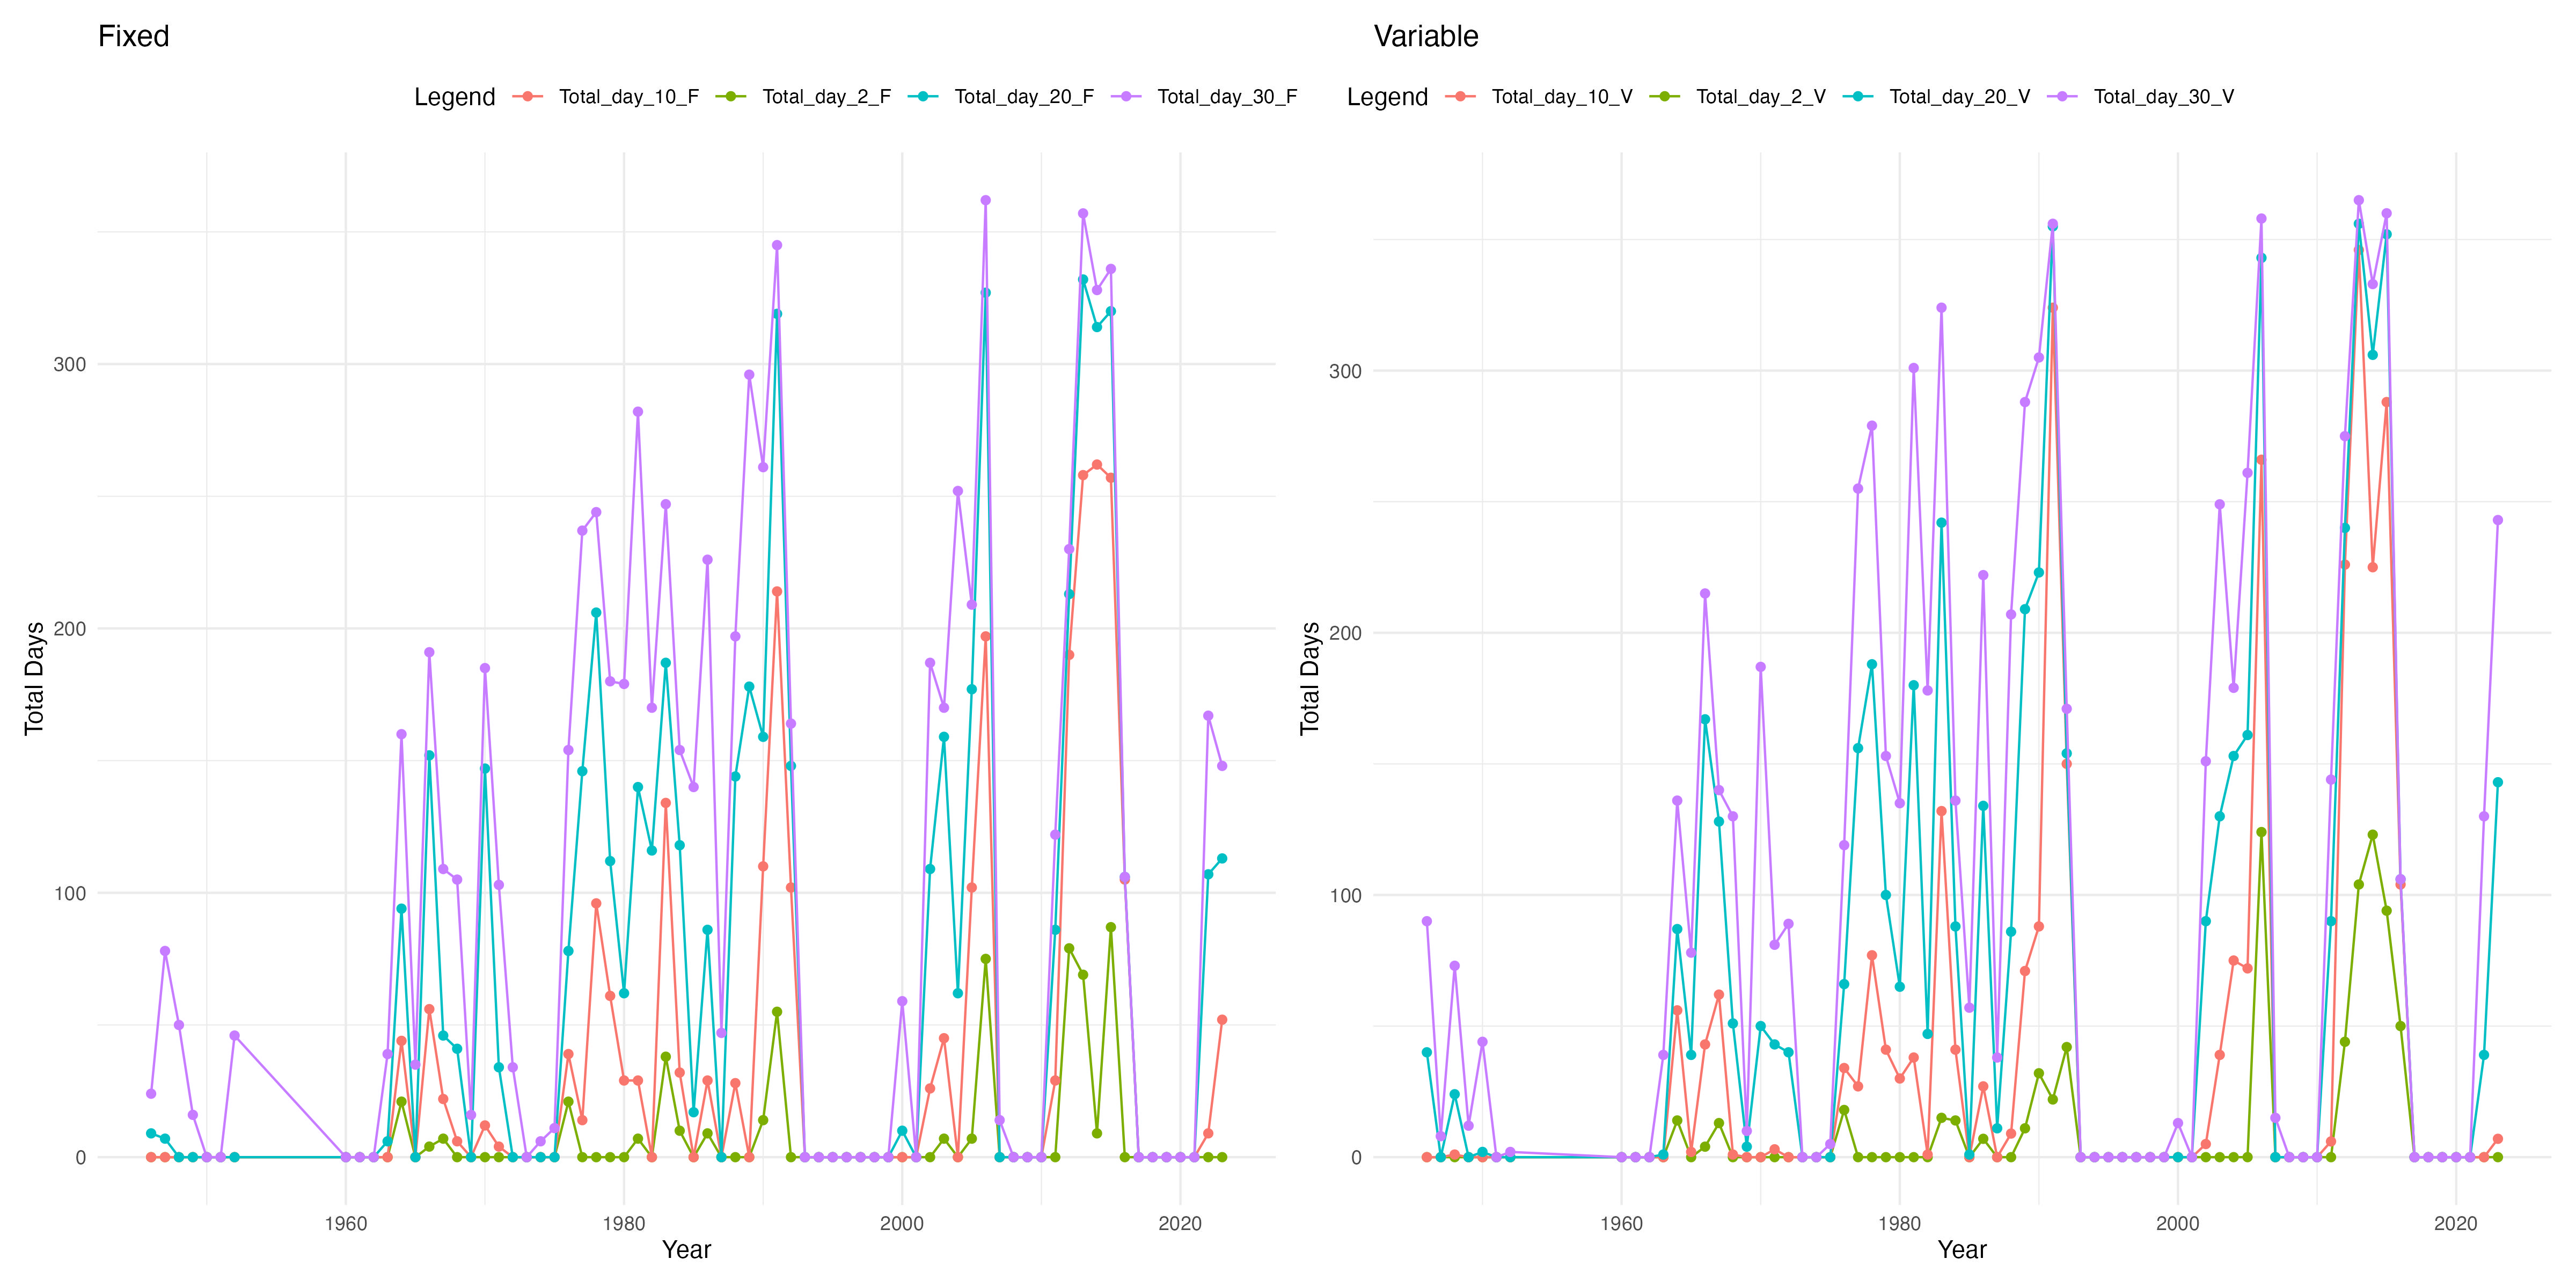 Fixed
Legend Total_day_10_F Total_day_2_F Total_day_20_F Total_day_30_F
Total Days
300
200
100
0
1960 1980 2000 2020
Year
Variable
Legend Total_day_10_V Total_day_2_V Total_day_20_V Total_day_30_V
Total Days
300
200
100
0
1960 1980 2000 2020
Year